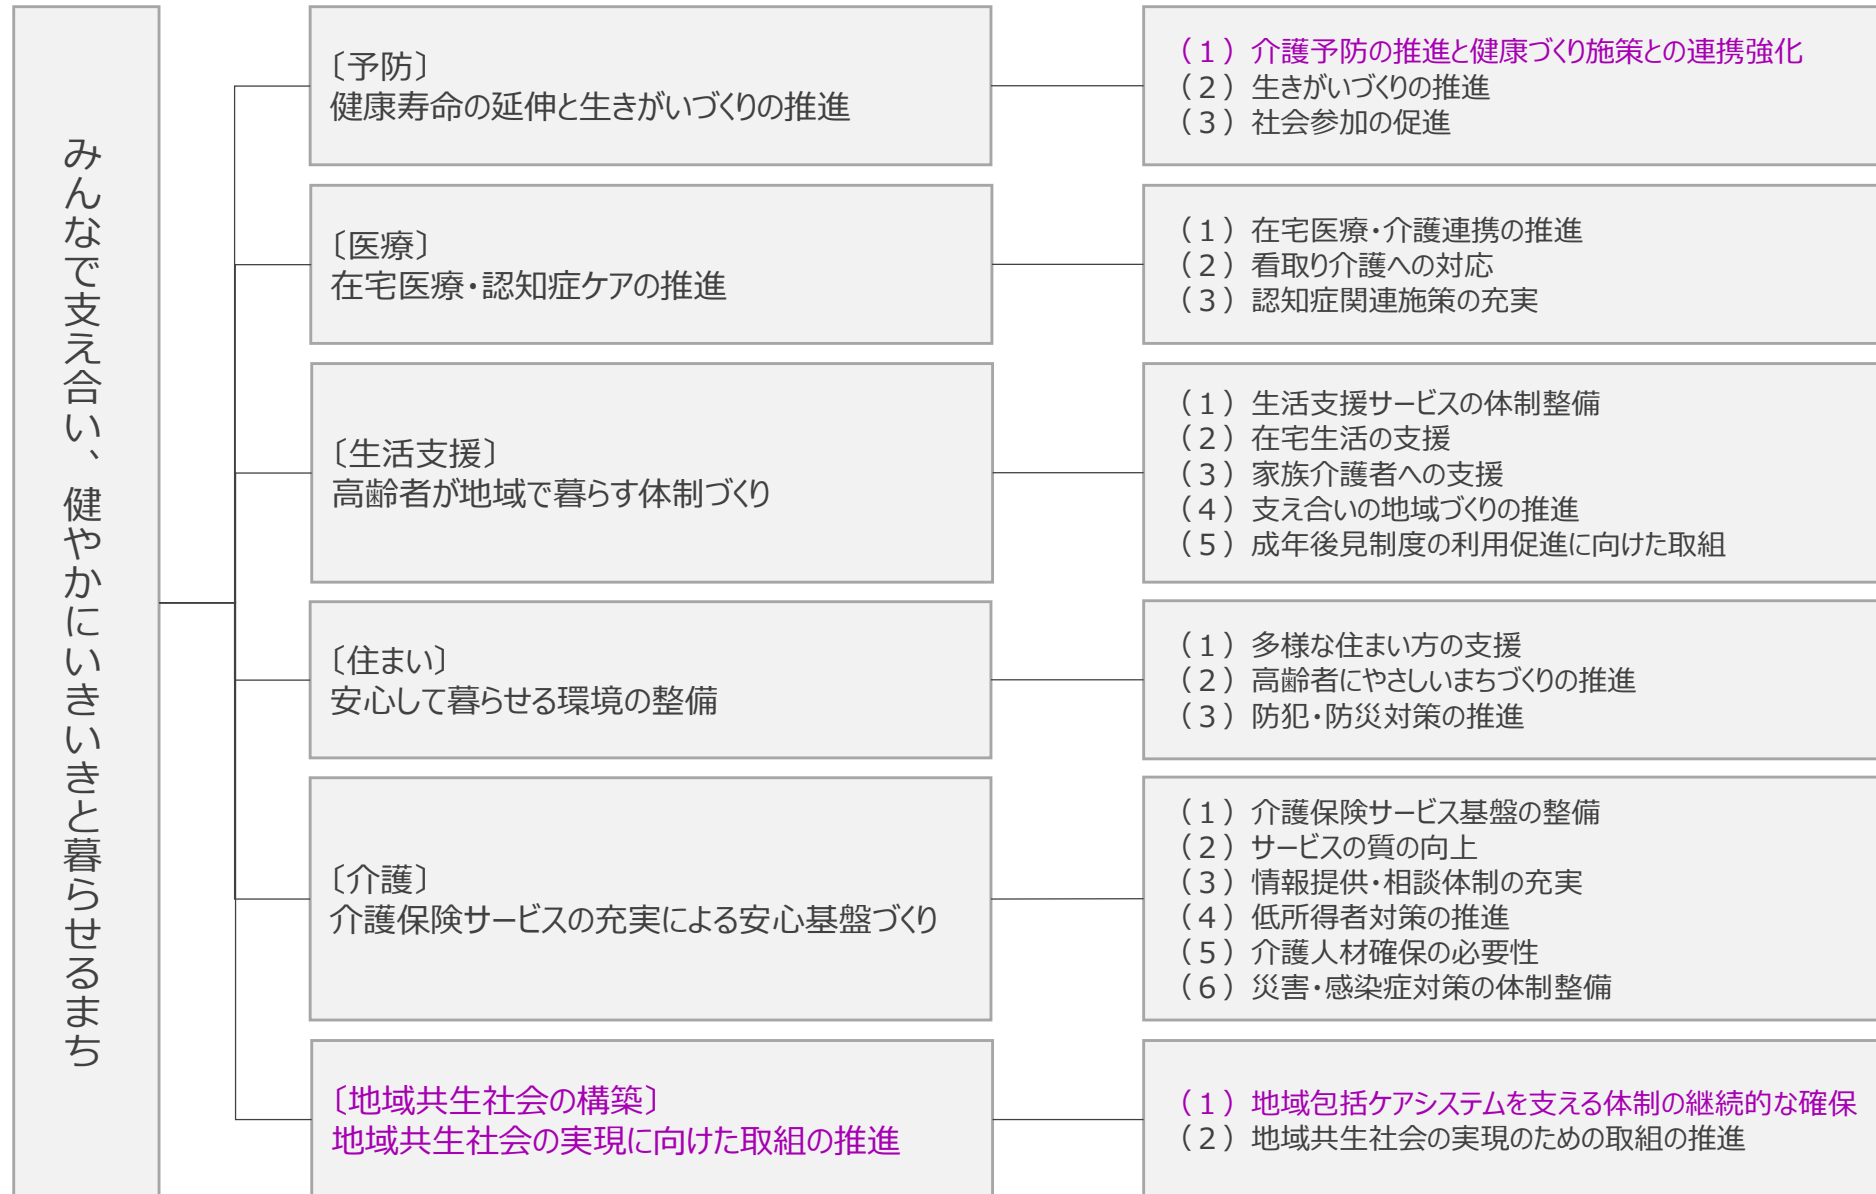 みんなで支え合い、健やかにいきいきと暮らせるまち
〔予防〕
健康寿命の延伸と生きがいづくりの推進
（１）介護予防の推進と健康づくり施策との連携強化
（２）生きがいづくりの推進
（３）社会参加の促進
〔医療〕
在宅医療・認知症ケアの推進
（１）在宅医療・介護連携の推進
（２）看取り介護への対応
（３）認知症関連施策の充実
〔生活支援〕
高齢者が地域で暮らす体制づくり
（１）生活支援サービスの体制整備
（２）在宅生活の支援
（３）家族介護者への支援
（４）支え合いの地域づくりの推進
（５）成年後見制度の利用促進に向けた取組
〔住まい〕
安心して暮らせる環境の整備
（１）多様な住まい方の支援
（２）高齢者にやさしいまちづくりの推進
（３）防犯・防災対策の推進
〔介護〕
介護保険サービスの充実による安心基盤づくり
（１）介護保険サービス基盤の整備
（２）サービスの質の向上
（３）情報提供・相談体制の充実
（４）低所得者対策の推進
（５）介護人材確保の必要性
（６）災害・感染症対策の体制整備
〔地域共生社会の構築〕
地域共生社会の実現に向けた取組の推進
（１）地域包括ケアシステムを支える体制の継続的な確保
（２）地域共生社会の実現のための取組の推進